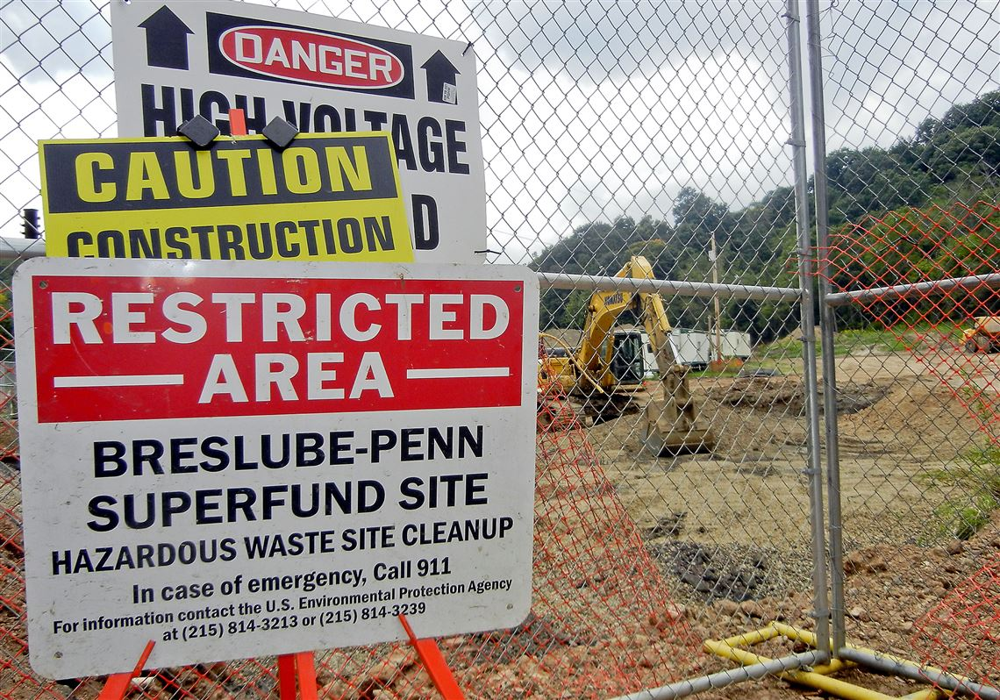 DANGER
HIGH VOLTAGE
CAUTION
CONSTRUCTION
RESTRICTED
AREA
BRESLUBE-PENN
SUPERFUND SITE
HAZARDOUS WASTE SITE CLEANUP
In case of emergency, Call 911
For information contact the U.S. Environmental Protection Agency
at (215) 814-3213 or (215) 814-3239
KOMATSU